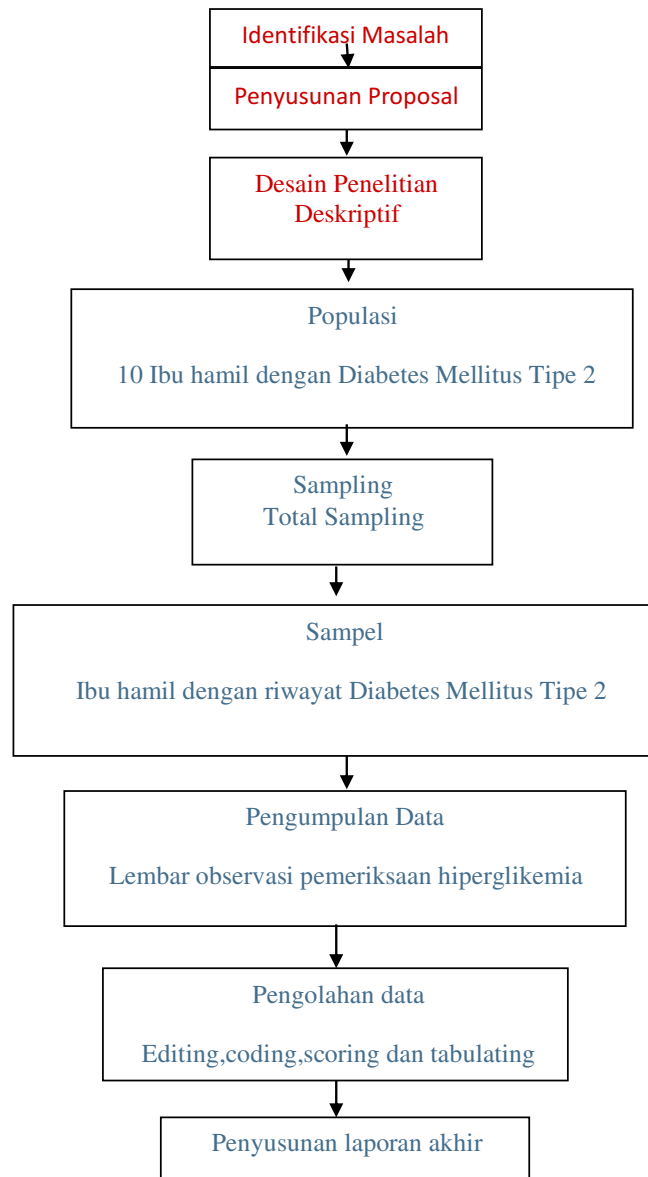 Identifikasi Masalah
Penyusunan Proposal
Desain Penelitian
Deskriptif
Populasi
10 Ibu hamil dengan Diabetes Mellitus Tipe 2
Sampling
Total Sampling
Sampel
Ibu hamil dengan riwayat Diabetes Mellitus Tipe 2
Pengumpulan Data
Lembar observasi pemeriksaan hiperglikemia
Pengolahan data
Editing,coding,scoring dan tabulating
Penyusunan laporan akhir